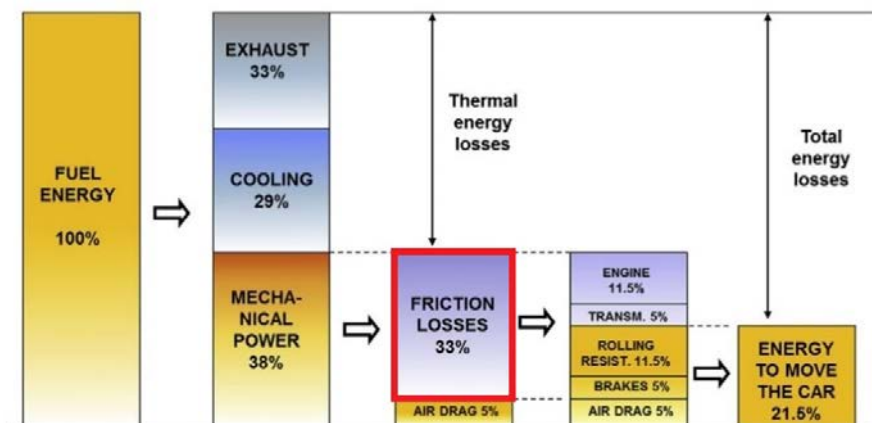 FUEL
ENERGY
100%
EXHAUST
33%
COOLING
29%
MECHA-
NICAL
POWER
38%
Thermal
energy
losses
FRICTION
LOSSES
33%
AIR DRAG 5%
ENGINE
11.5%
TRANSM. 5%
ROLLING
RESIST. 11.5%
BRAKES 5%
AIR DRAG 5%
Total
energy
losses
ENERGY
TO MOVE
THE CAR
21.5%